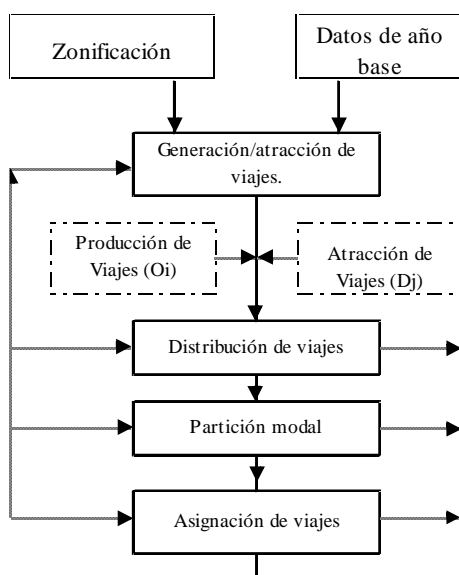 Zonificación
Datos de año
base
Generación/atracción de
viajes.
Producción de
Viajes (Oi)
Atracción de
Viajes (Dj)
Distribución de viajes
Partición modal
Asignación de viajes